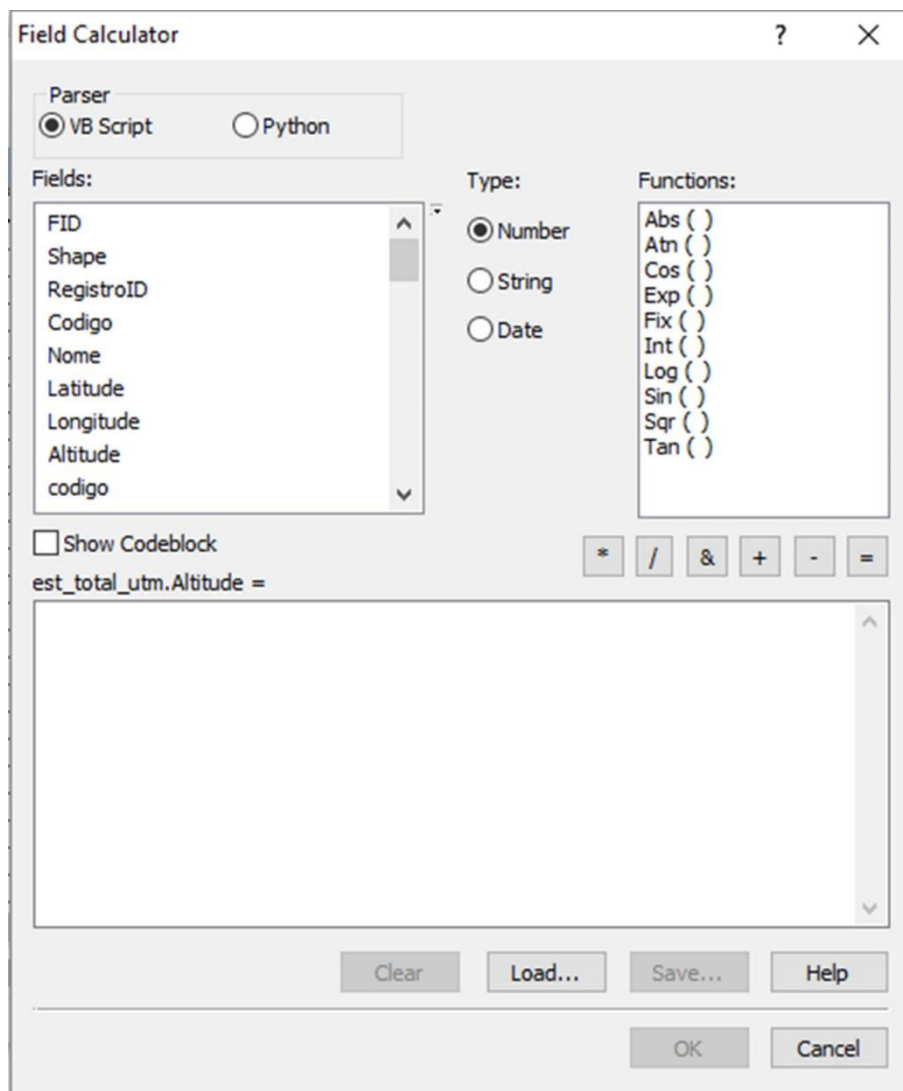 Field Calculator
?
Parser
VB Script
Python
Fields:
Type:
Functions:
FID
Shape
RegistroID
Codigo
Nome
Latitude
Longitude
Altitude
codigo
Number
String
Date
Abs ( )
Atn ( )
Cos ( )
Exp ( )
Fix ( )
Int ( )
Log ( )
Sin ( )
Sqr ( )
Tan ( )
Show Codeblock
* / & + - =
est_total_utm.Altitude =
Clear
Load...
Save...
Help
OK
Cancel